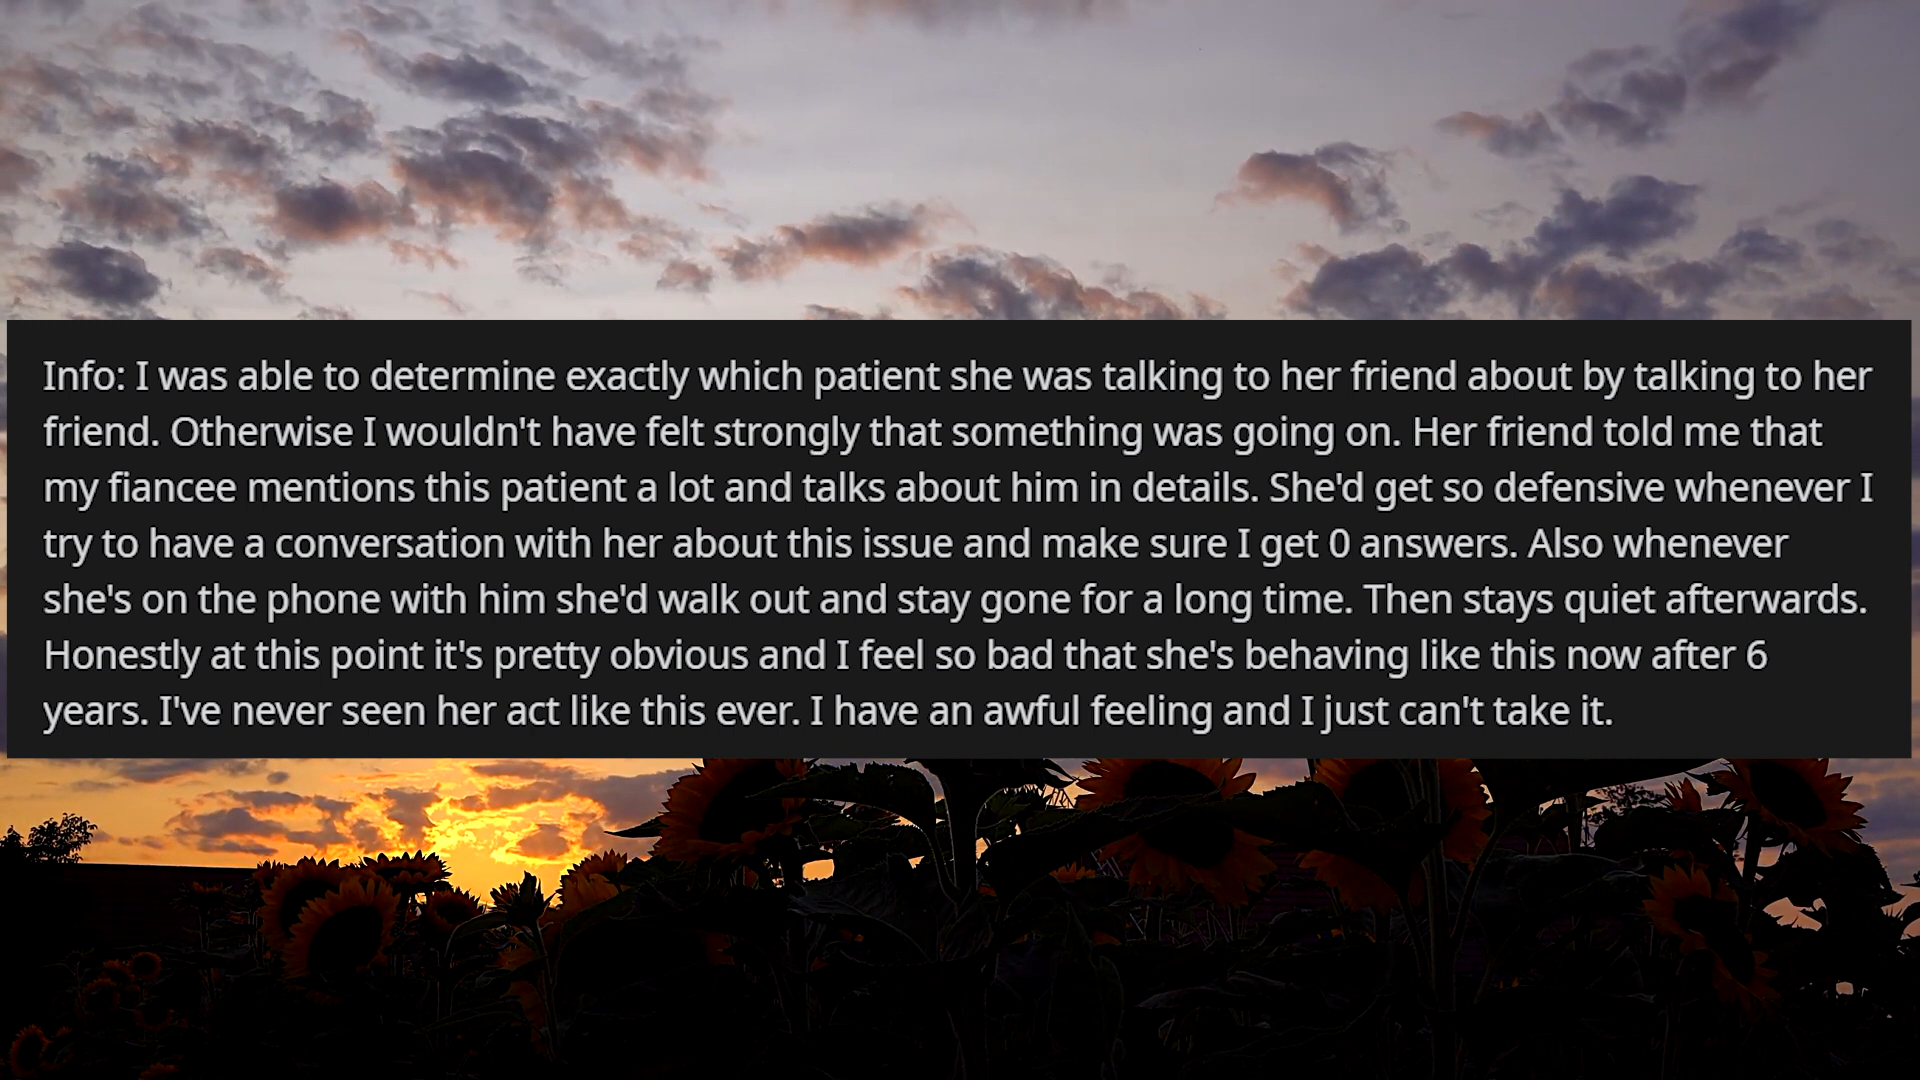 Info: I was able to determine exactly which patient she was talking to her friend about by talking to her
friend. Otherwise I wouldn't have felt strongly that something was going on. Her friend told me that
my fiancee mentions this patient a lot and talks about him in details. She'd get so defensive whenever I
try to have a conversation with her about this issue and make sure I get 0 answers. Also whenever
she's on the phone with him she'd walk out and stay gone for a long time. Then stays quiet afterwards.
Honestly at this point it's pretty obvious and I feel so bad that she's behaving like this now after 6
years. I've never seen her act like this ever. I have an awful feeling and I just can't take it.